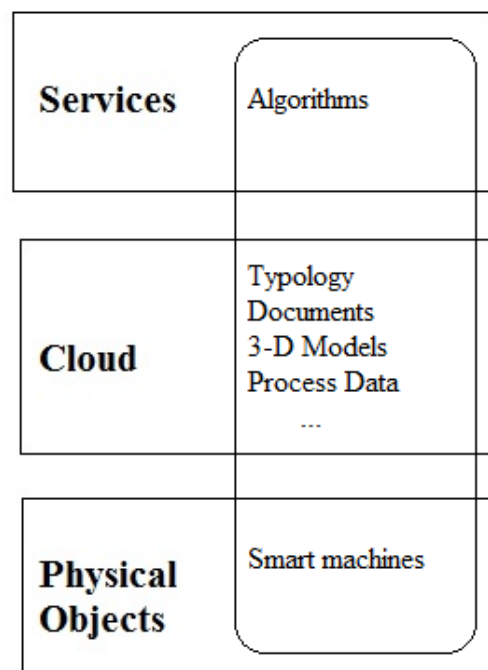 Services
Algorithms
Cloud
Typology
Documents
3-D Models
Process Data
...
Physical
Objects
Smart machines